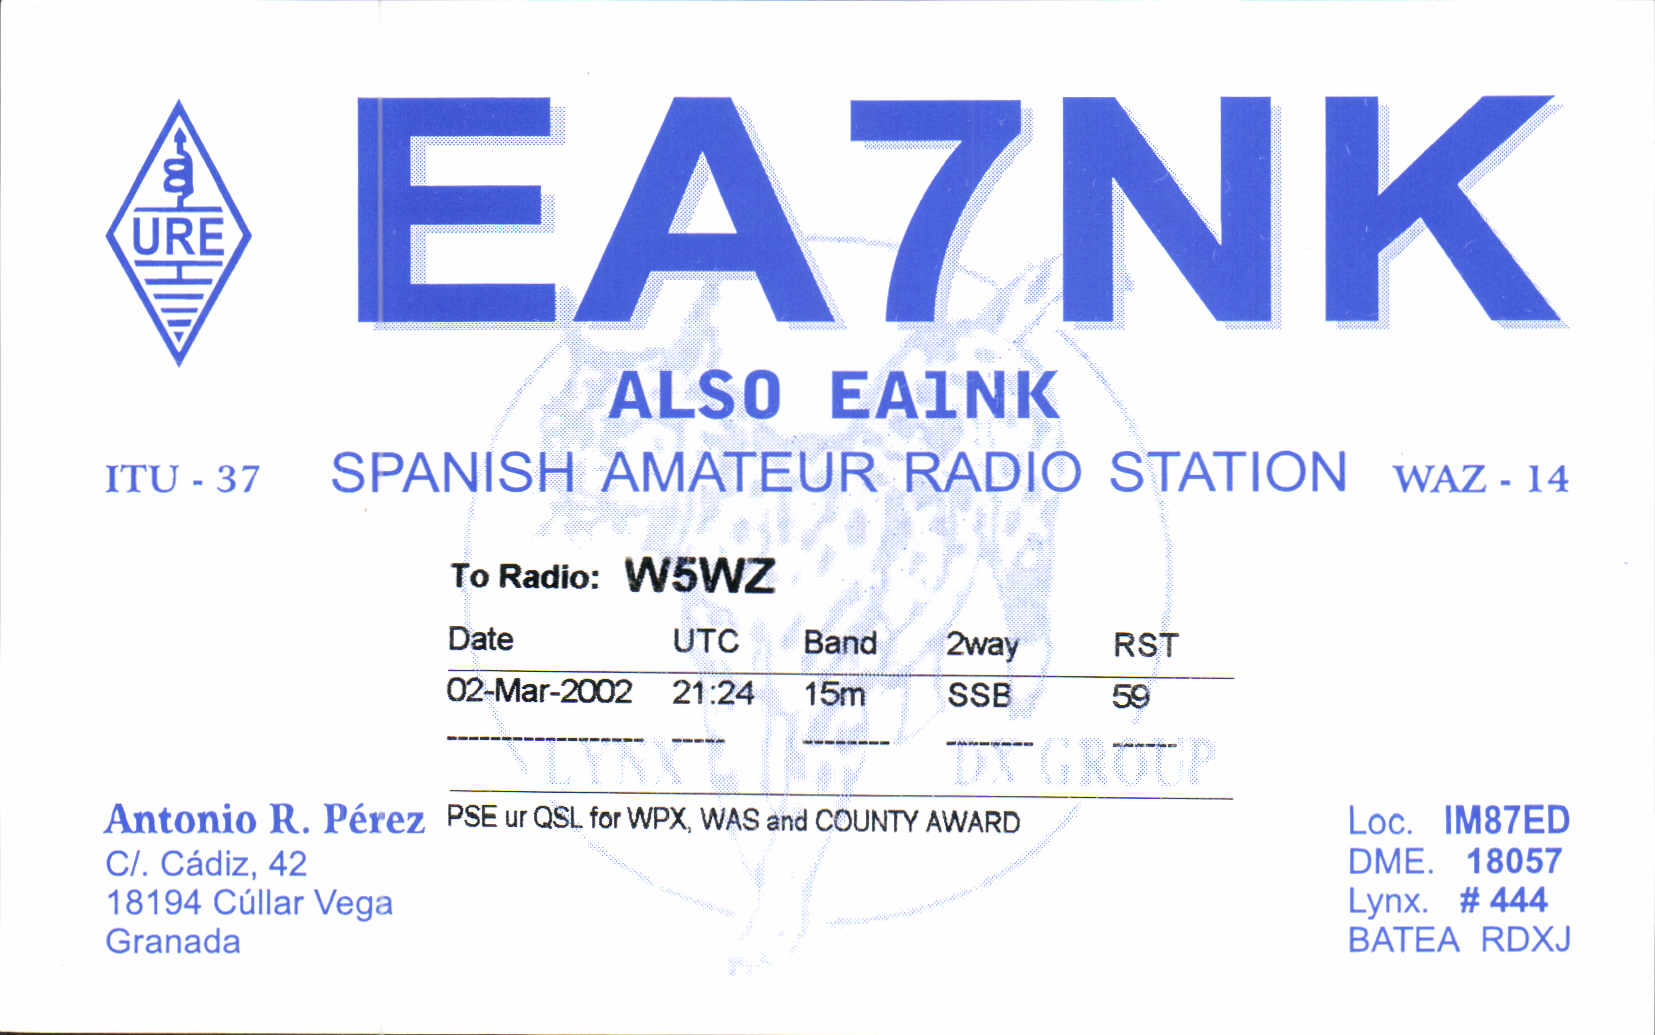 EA7NK
URE
ALSO EA1NK
ITU - 37 SPANISH AMATEUR RADIO STATION WAZ - 14
To Radio: W5WZ
Date UTC Band 2way RST
02-Mar-2002 21:24 15m SSB 59
LYNX DX GROUP
PSE ur QSL for WPX, WAS and COUNTY AWARD
Antonio R. Pérez
C/. Cádiz, 42
18194 Cúllar Vega
Granada
Loc. IM87ED
DME. 18057
Lynx. # 444
BATEA RDXJ